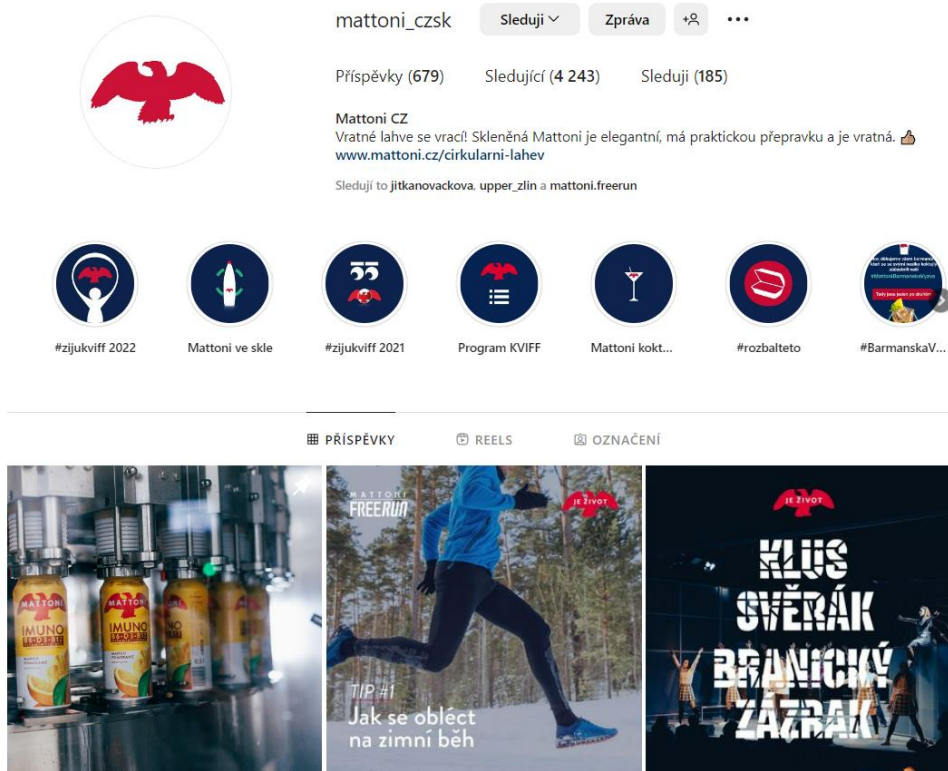 mattoni_czsk Sleduji Zpráva
Příspěvky (679) Sledující (4 243) Sleduji (185)
Mattoni CZ
Vratné lahve se vrací! Skleněná Mattoni je elegantní, má praktickou přepravku a je vratná. 👍🏼
www.mattoni.cz/cirkularni-lahev
Sledují to jitkanovackova, upper_zlin a mattoni.freerun
#MattoniBarmanskaVyzva
#zijukviff 2022 Mattoni ve skle #zijukviff 2021 Program KVIFF Mattoni kokt... #rozbalteto #BarmanskaV...
PŘÍSPĚVKY REELS OZNAČENÍ
MATTONI
IMUNO
MATTONI
IMUNO
MATTONI
FREERUN
JE ŽIVOT
TIP #1
Jak se obléct
na zimní běh
JE ŽIVOT
KLUS
SVĚRÁK
BRANICKÝ
ZÁZRAK